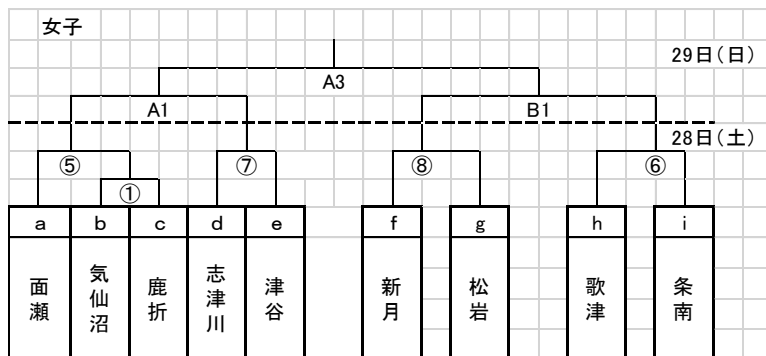 女子
29日(日)
A3
A1
B1
28日(土)
⑤
⑦
⑧
⑥
①
a b c d e f g h i
面瀬
気仙沼
鹿折
志津川
津谷
新月
松岩
歌津
条南